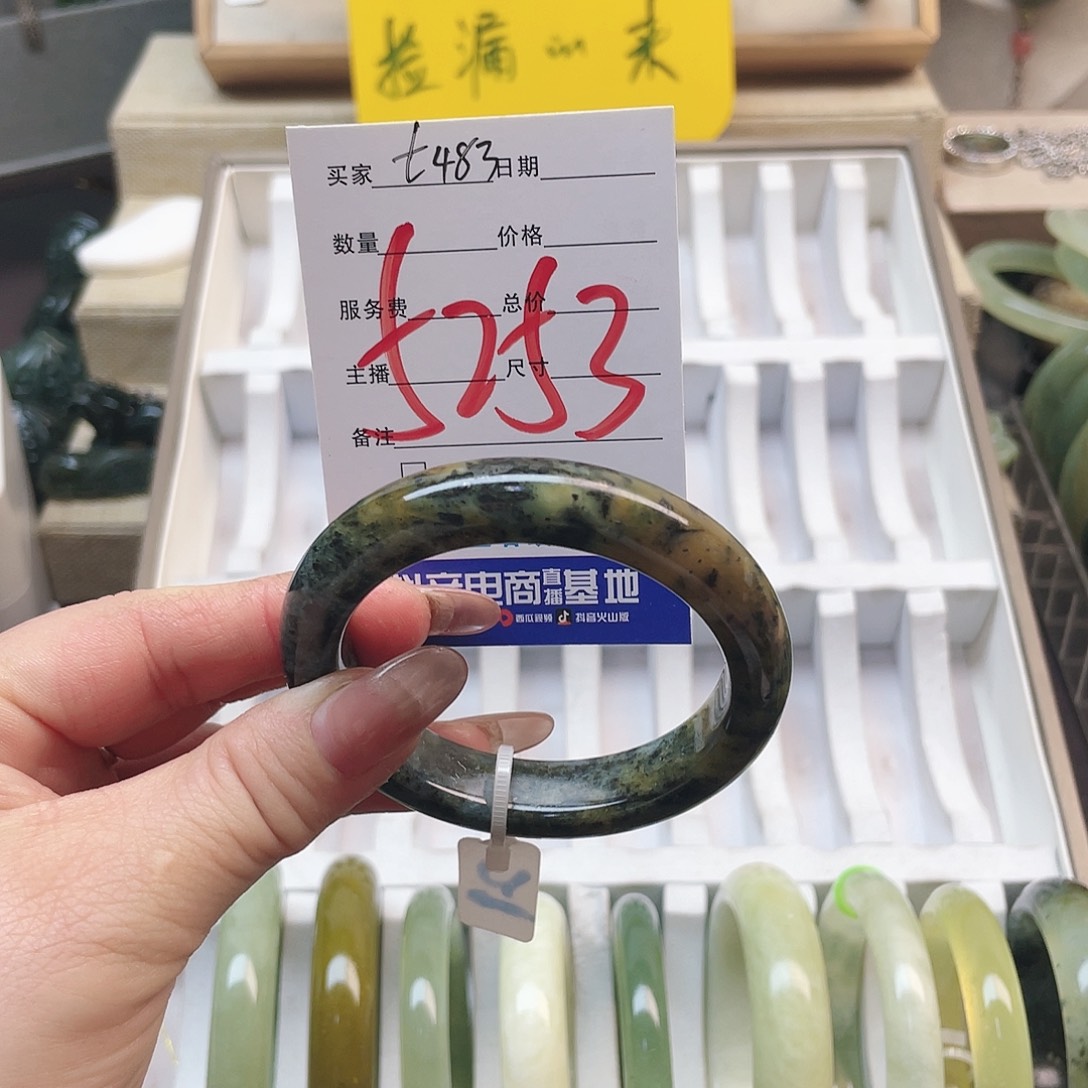 捡漏 来
买家 t483 日期
数量 价格
服务费 总价
主播 尺寸
备注
5253
抖音电商直播基地
西瓜视频 抖音火山版